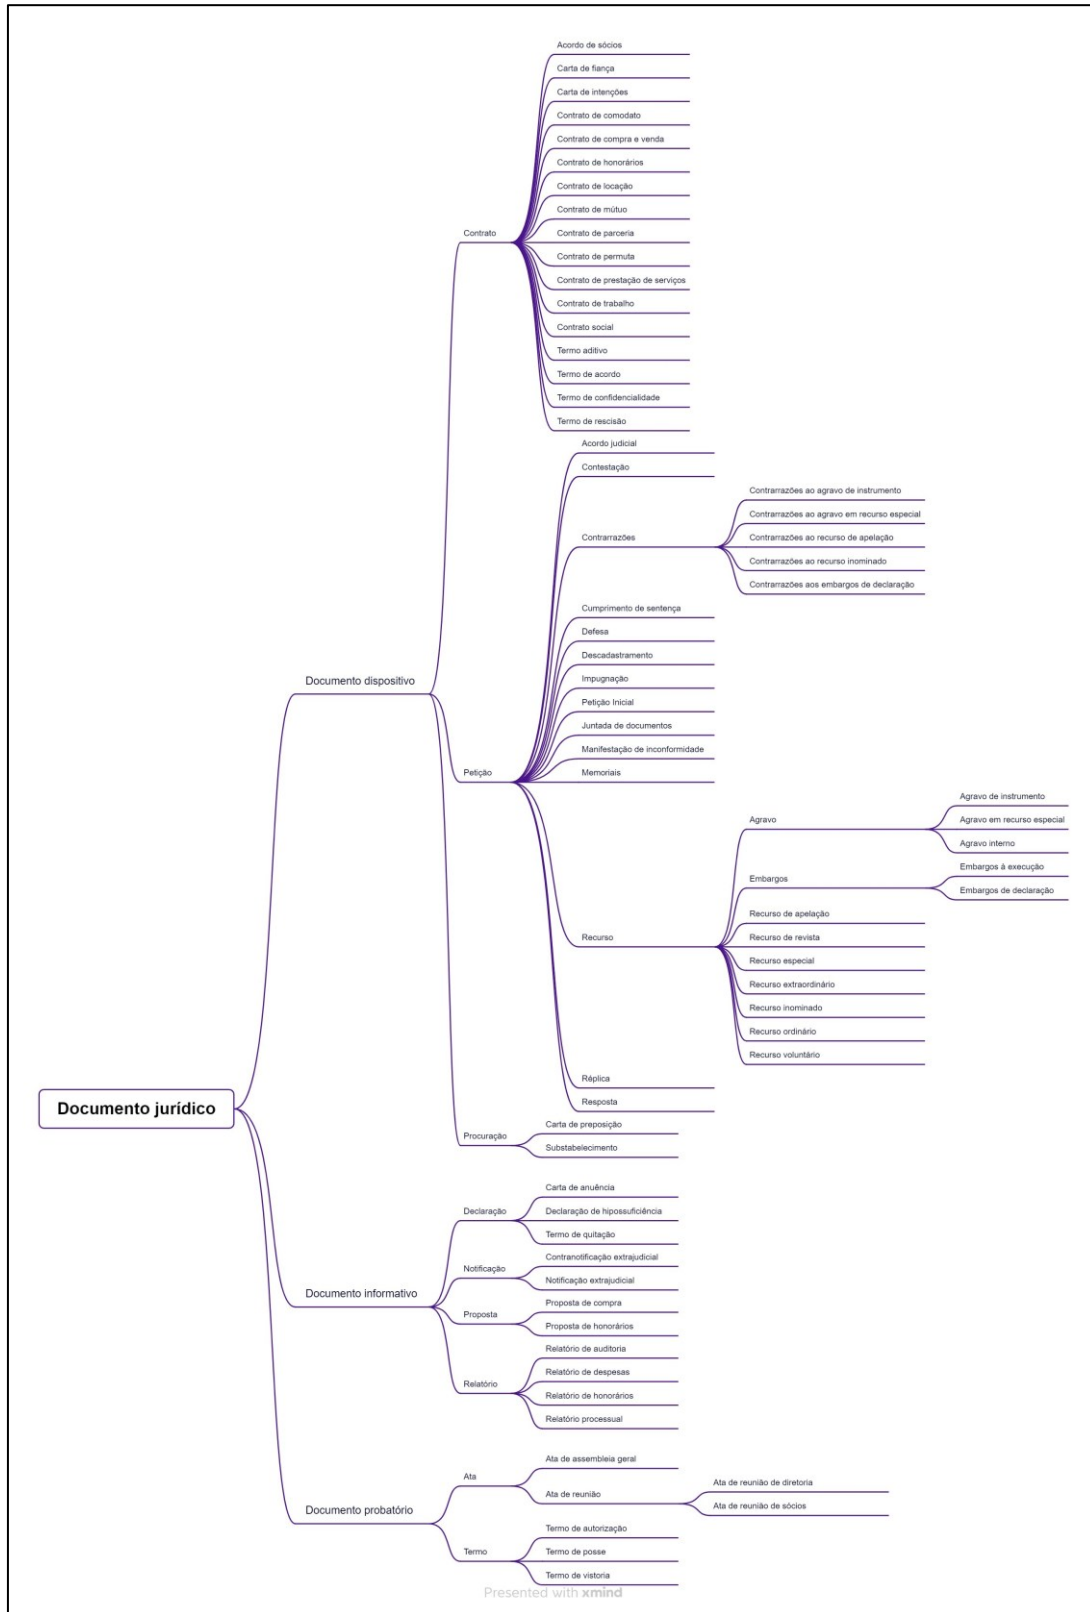 Acordo de sócios
Carta de fiança
Carta de intenções
Contrato de comodato
Contrato de compra e venda
Contrato de honorários
Contrato de locação
Contrato de mútuo
Contrato
Contrato de parceria
Contrato de permuta
Contrato de prestação de serviços
Contrato de trabalho
Contrato social
Termo aditivo
Termo de acordo
Termo de confidencialidade
Termo de rescisão
Acordo judicial
Contestação
Contrarrazões ao agravo de instrumento
Contrarrazões ao agravo em recurso especial
Contrarrazões
Contrarrazões ao recurso de apelação
Contrarrazões ao recurso inominado
Contrarrazões aos embargos de declaração
Cumprimento de sentença
Defesa
Descadastramento
Documento dispositivo
Impugnação
Petição Inicial
Juntada de documentos
Manifestação de inconformidade
Petição
Memoriais
Agravo de instrumento
Agravo
Agravo em recurso especial
Agravo interno
Embargos à execução
Embargos
Embargos de declaração
Recurso de apelação
Recurso
Recurso de revista
Recurso especial
Recurso extraordinário
Recurso inominado
Recurso ordinário
Recurso voluntário
Réplica
Resposta
Documento jurídico
Carta de preposição
Procuração
Substabelecimento
Carta de anuência
Declaração
Declaração de hipossuficiência
Termo de quitação
Contranotificação extrajudicial
Notificação
Notificação extrajudicial
Documento informativo
Proposta de compra
Proposta
Proposta de honorários
Relatório de auditoria
Relatório de despesas
Relatório
Relatório de honorários
Relatório processual
Ata de assembleia geral
Ata
Ata de reunião de diretoria
Ata de reunião
Ata de reunião de sócios
Documento probatório
Termo de autorização
Termo
Termo de posse
Termo de vistoria
Presented with xmind